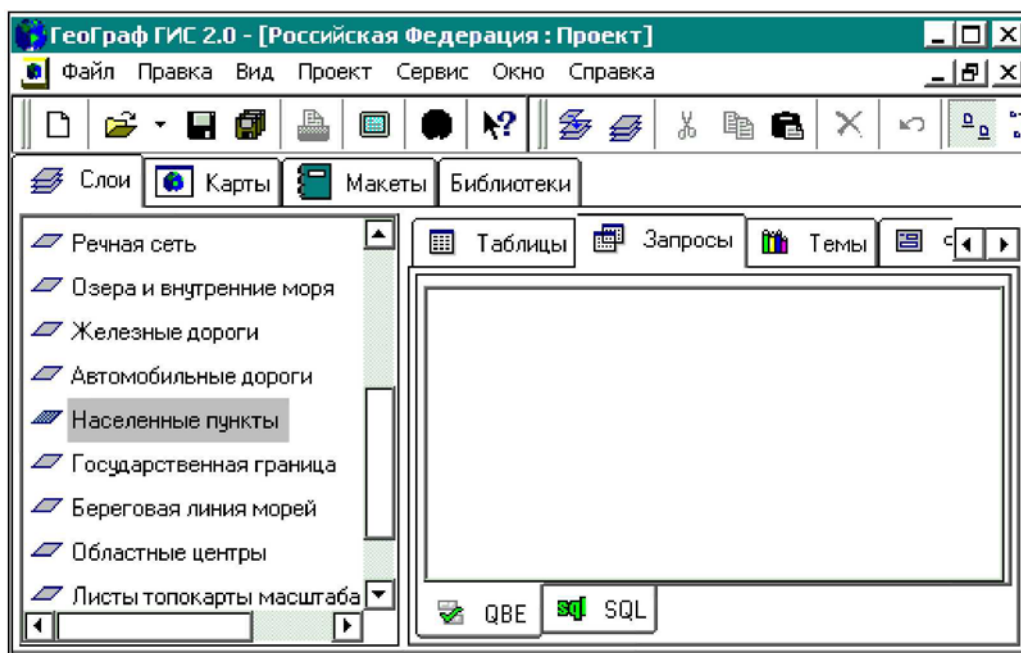 ГеоГраф ГИС 2.0 - [Российская Федерация : Проект]
Файл Правка Вид Проект Сервис Окно Справка
Слои Карты Макеты Библиотеки
Таблицы Запросы Темы
Речная сеть
Озера и внутренние моря
Железные дороги
Автомобильные дороги
Населенные пункты
Государственная граница
Береговая линия морей
Областные центры
Листы топокарты масштаба
QBE sql SQL